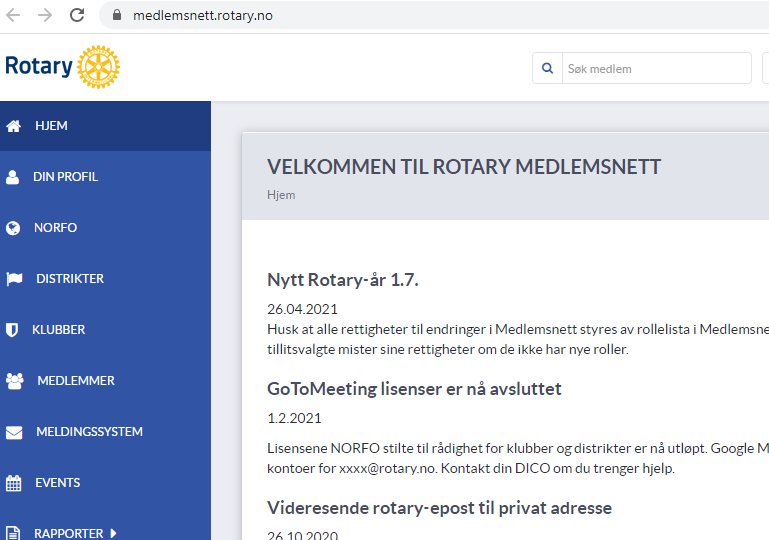 medlemsnett.rotary.no
Rotary
Søk medlem
HJEM
DIN PROFIL
NORFO
DISTRIKTER
KLUBBER
MEDLEMMER
MELDINGSSYSTEM
EVENTS
RAPPORTER
VELKOMMEN TIL ROTARY MEDLEMSNETT
Hjem
Nytt Rotary-år 1.7.
26.04.2021
Husk at alle rettigheter til endringer i Medlemsnett styres av rollelista i Medlemsne
tillitsvalgte mister sine rettigheter om de ikke har nye roller.
GoToMeeting lisenser er nå avsluttet
1.2.2021
Lisensene NORFO stilte til rådighet for klubber og distrikter er nå utløpt. Google M
kontoer for xxxx@rotary.no. Kontakt din DICO om du trenger hjelp.
Videresende rotary-epost til privat adresse
26.10.2020